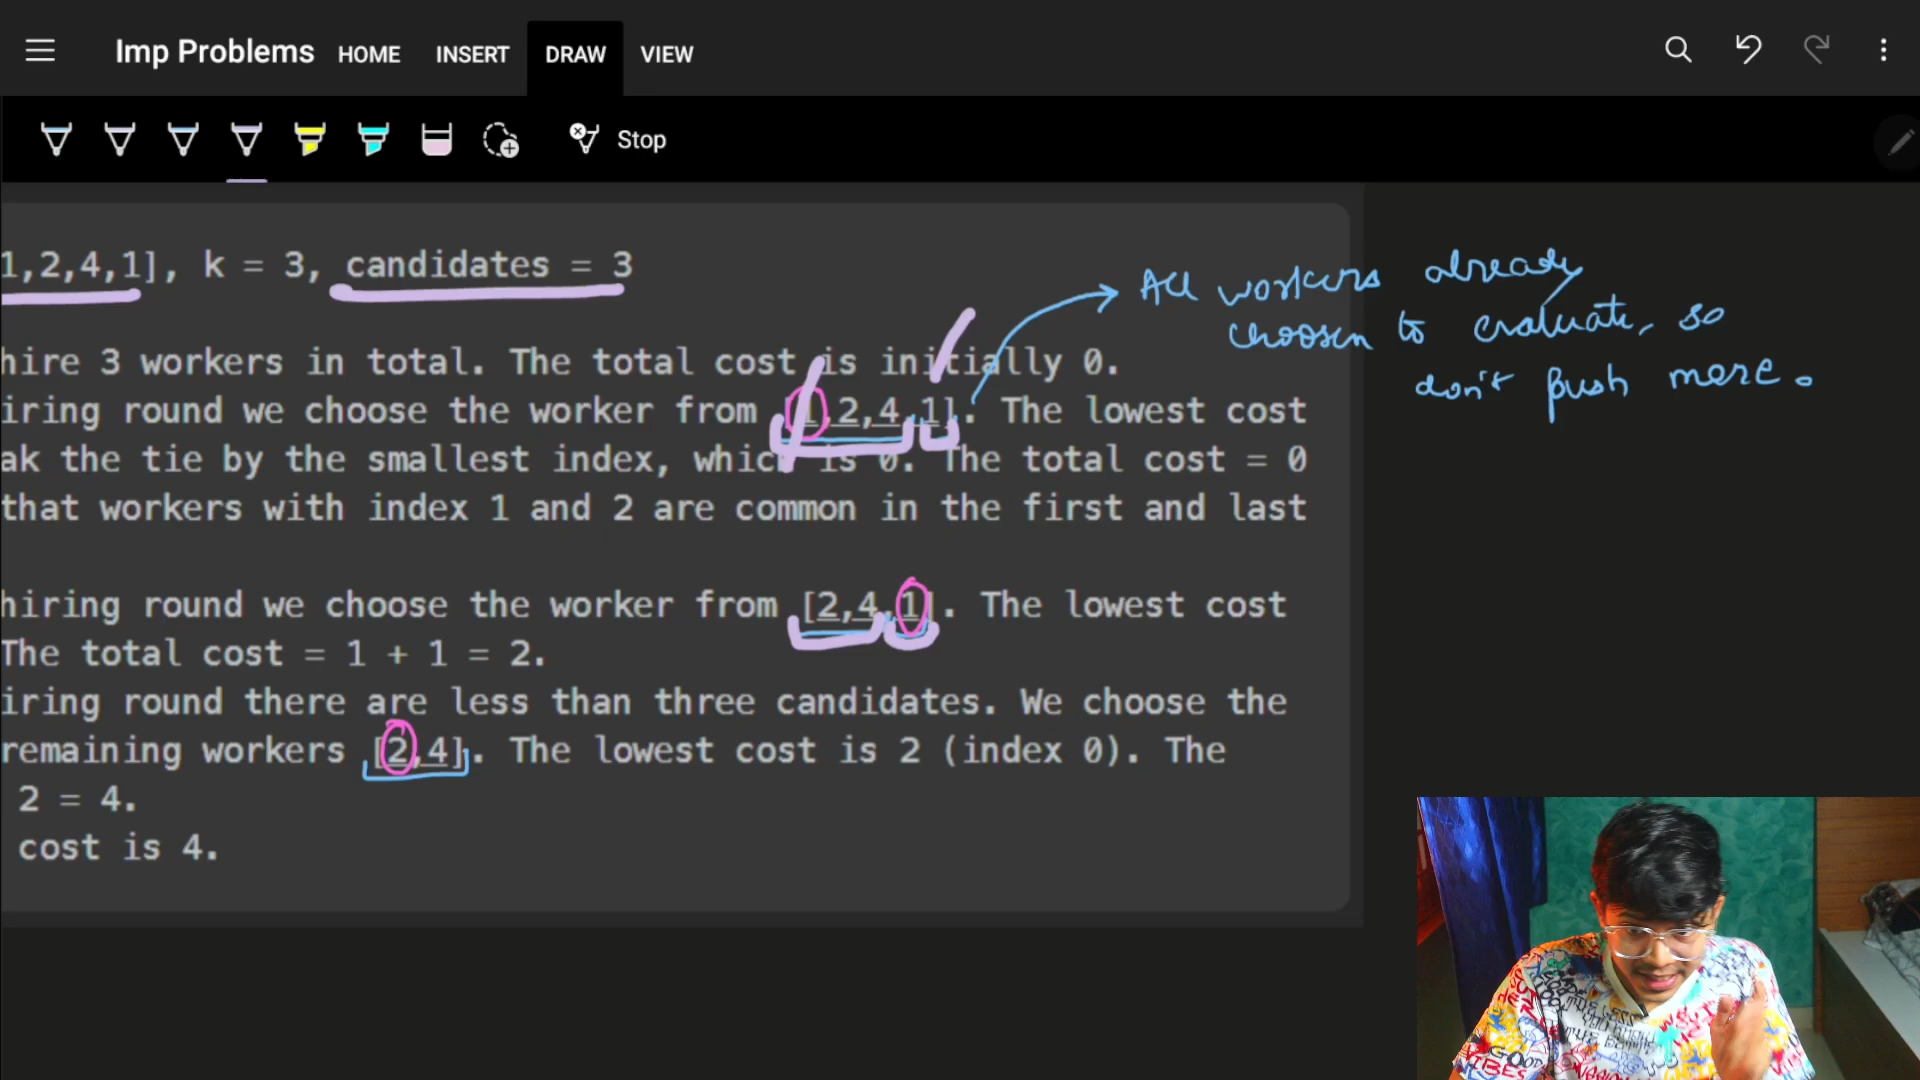 Imp Problems HOME INSERT DRAW VIEW
Stop
1,2,4,1], k = 3, candidates = 3
All workers already
choosen to evaluate, so
don't push more.
hire 3 workers in total. The total cost is initially 0.
iring round we choose the worker from [1,2,4,1]. The lowest cost
ak the tie by the smallest index, which is 0. The total cost = 0
that workers with index 1 and 2 are common in the first and last
hiring round we choose the worker from [2,4,1]. The lowest cost
The total cost = 1 + 1 = 2.
iring round there are less than three candidates. We choose the
remaining workers [2,4]. The lowest cost is 2 (index 0). The
2 = 4.
cost is 4.
GOOD
VIBES